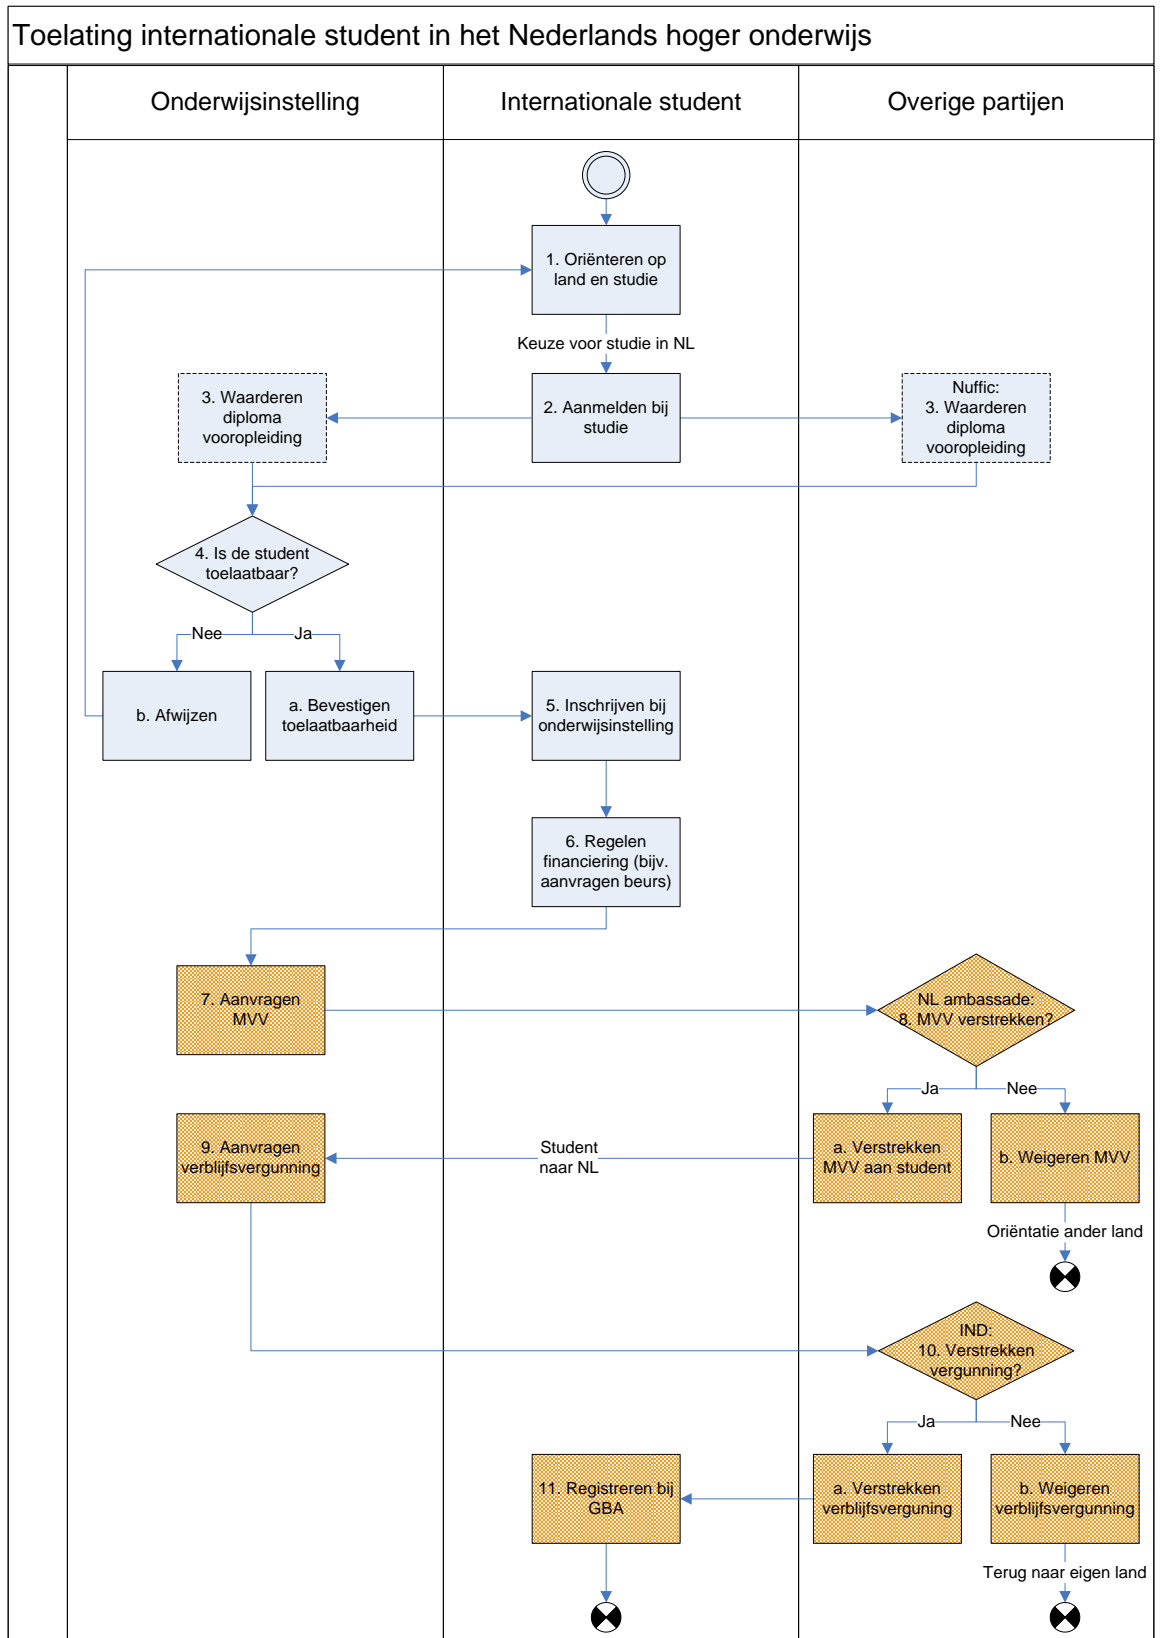 Toelating internationale student in het Nederlands hoger onderwijs
Onderwijsinstelling
Internationale student
Overige partijen
1. Oriënteren op
land en studie
Keuze voor studie in NL
3. Waarderen
diploma
vooropleiding
2. Aanmelden bij
studie
Nuffic:
3. Waarderen
diploma
vooropleiding
4. Is de student
toelaatbaar?
Nee
Ja
b. Afwijzen
a. Bevestigen
toelaatbaarheid
5. Inschrijven bij
onderwijsinstelling
6. Regelen
financiering (bijv.
aanvragen beurs)
7. Aanvragen
MVV
NL ambassade:
8. MVV verstrekken?
Ja
Nee
9. Aanvragen
verblijfsvergunning
Student
naar NL
a. Verstrekken
MVV aan student
b. Weigeren MVV
Oriëntatie ander land
IND:
10. Verstrekken
vergunning?
Ja
Nee
11. Registreren bij
GBA
a. Verstrekken
verblijfsverguning
b. Weigeren
verblijfsvergunning
Terug naar eigen land